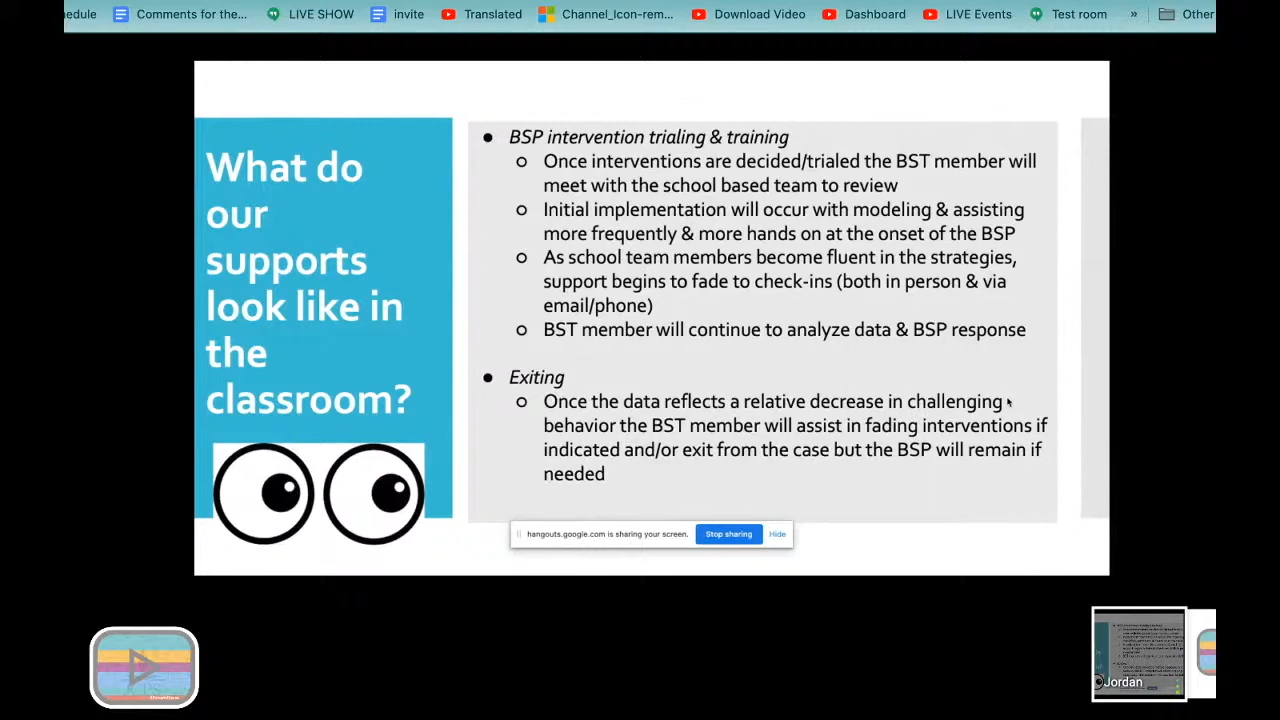 edule
Comments for the...
LIVE SHOW
invite
Translated
Channel_Icon-rem...
Download Video
Dashboard
LIVE Events
Test room
»
Other
What do
our
supports
look like in
the
classroom?
● BSP intervention trialing & training
○ Once interventions are decided/trialed the BST member will
meet with the school based team to review
○ Initial implementation will occur with modeling & assisting
more frequently & more hands on at the onset of the BSP
○ As school team members become fluent in the strategies,
support begins to fade to check-ins (both in person & via
email/phone)
○ BST member will continue to analyze data & BSP response
● Exiting
○ Once the data reflects a relative decrease in challenging
behavior the BST member will assist in fading interventions if
indicated and/or exit from the case but the BSP will remain if
needed
hangouts.google.com is sharing your screen.
Stop sharing
Hide
Jordan